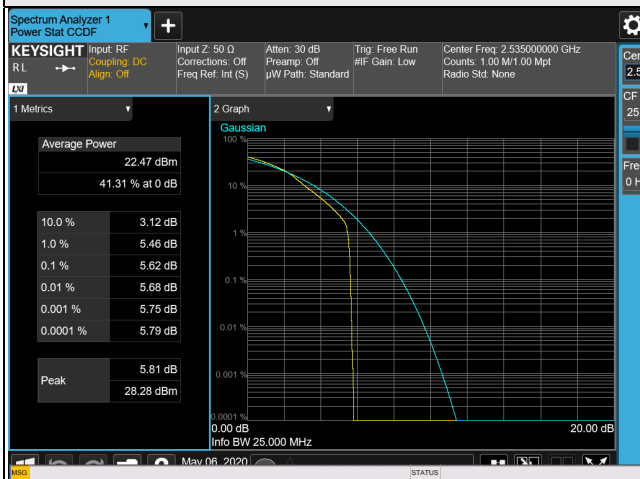 Spectrum Analyzer 1
Power Stat CCDF
KEYSIGHT
R L
LXI
Input: RF
Coupling: DC
Align: Off
Input Z: 50 Ω
Corrections: Off
Freq Ref: Int (S)
Atten: 30 dB
Preamp: Off
µW Path: Standard
Trig: Free Run
#IF Gain: Low
Center Freq: 2.535000000 GHz
Counts: 1.00 M/1.00 Mpt
Radio Std: None
1 Metrics
Average Power
22.47 dBm
41.31 % at 0 dB
10.0 % 3.12 dB
1.0 % 5.46 dB
0.1 % 5.62 dB
0.01 % 5.68 dB
0.001 % 5.75 dB
0.0001 % 5.79 dB
Peak
5.81 dB
28.28 dBm
2 Graph
Gaussian
100 %
10 %
1 %
0.1 %
0.01 %
0.001 %
0.0001 %
0.00 dB 20.00 dB
Info BW 25.000 MHz
CF
25
0 H
May 06, 2020
MSG STATUS